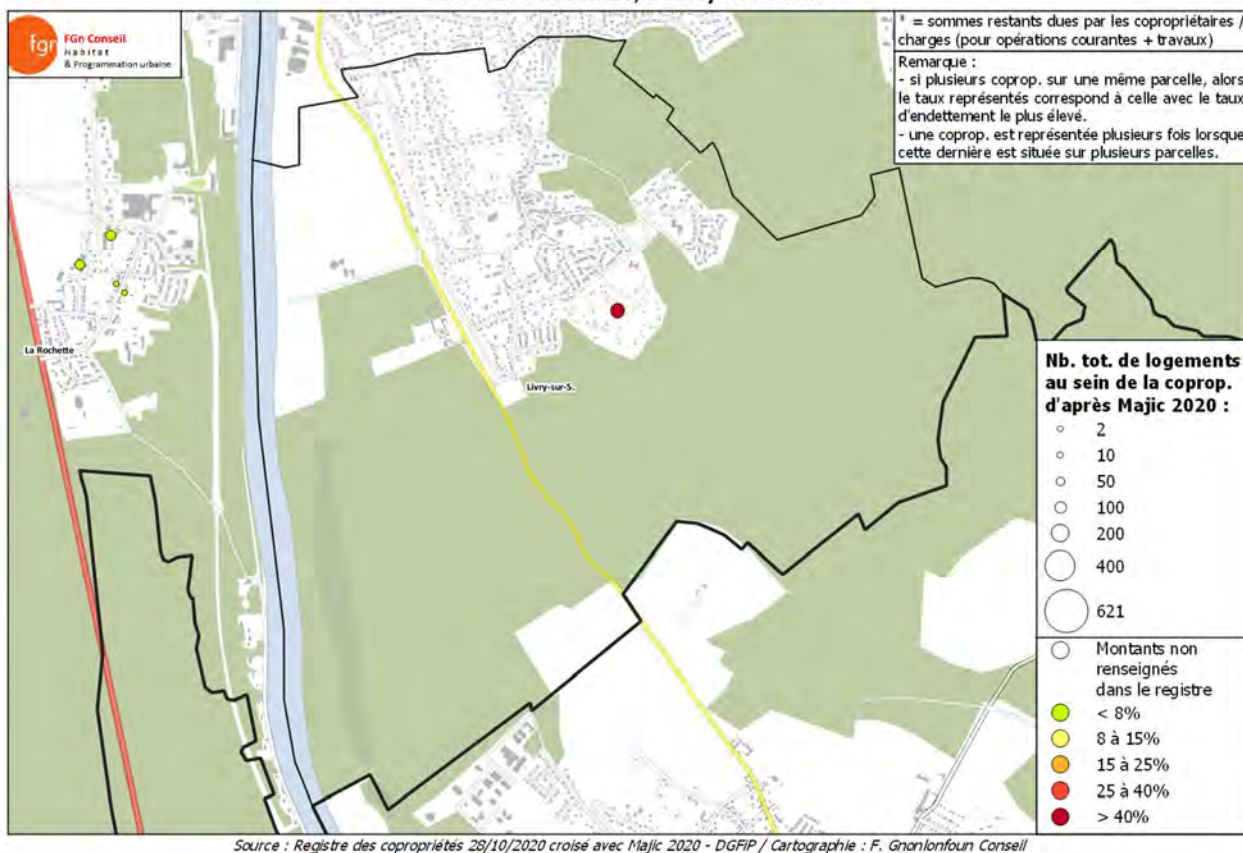 fgn
FGn Conseil
Habitat
& Programmation urbaine
* = sommes restants dues par les copropriétaires /
charges (pour opérations courantes + travaux)
Remarque :
- si plusieurs coprop. sur une même parcelle, alors
le taux représentés correspond à celle avec le taux
d'endettement le plus élevé.
- une coprop. est représentée plusieurs fois lorsque
cette dernière est située sur plusieurs parcelles.
La Rochette
Livry-sur-S.
Nb. tot. de logements
au sein de la coprop.
d'après Majic 2020 :
2
10
50
100
200
400
621
Montants non
renseignés
dans le registre
< 8%
8 à 15%
15 à 25%
25 à 40%
> 40%
Source : Registre des copropriétés 28/10/2020 croisé avec Majic 2020 - DGFiP / Cartographie : F. Gnonlonfoun Conseil